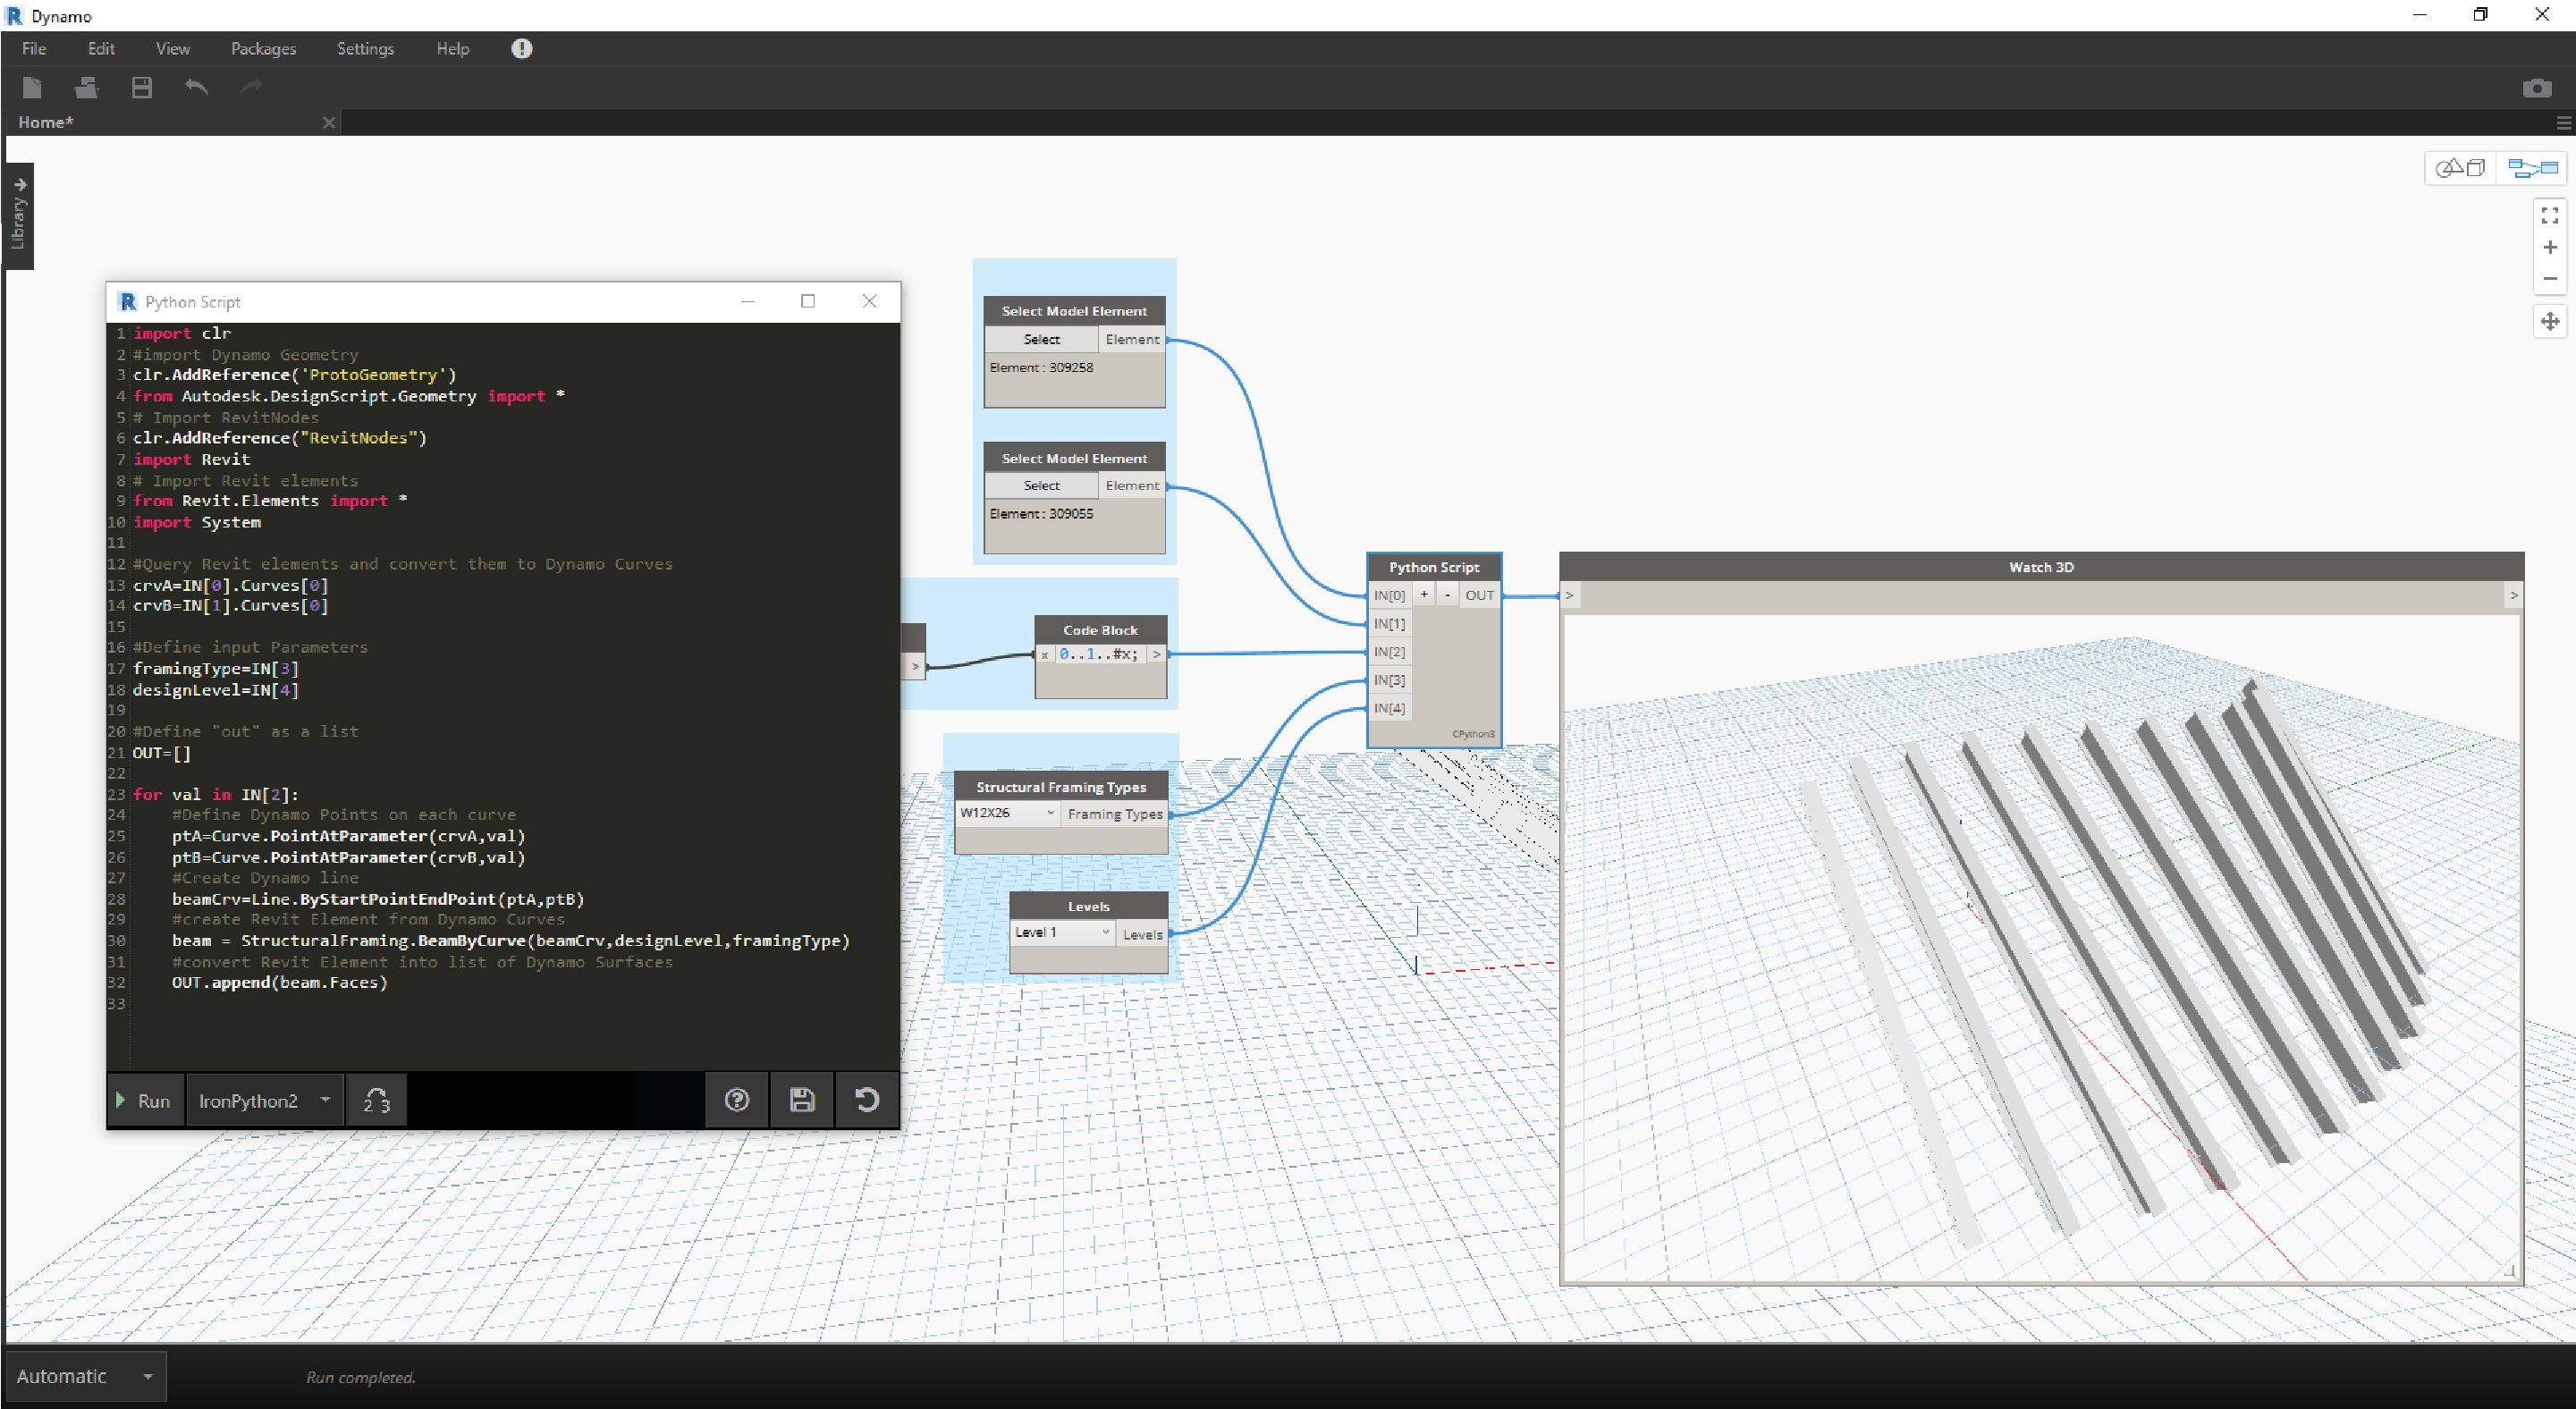 Dynamo
File Edit View Packages Settings Help
Home*
Library
Python Script
1 import clr
2 #import Dynamo Geometry
3 clr.AddReference('ProtoGeometry')
4 from Autodesk.DesignScript.Geometry import *
5 # Import RevitNodes
6 clr.AddReference("RevitNodes")
7 import Revit
8 # Import Revit elements
9 from Revit.Elements import *
10 import System
11
12 #Query Revit elements and convert them to Dynamo Curves
13 crvA=IN[0].Curves[0]
14 crvB=IN[1].Curves[0]
15
16 #Define input Parameters
17 framingType=IN[3]
18 designLevel=IN[4]
19
20 #Define "out" as a list
21 OUT=[]
22
23 for val in IN[2]:
24 #Define Dynamo Points on each curve
25 ptA=Curve.PointAtParameter(crvA,val)
26 ptB=Curve.PointAtParameter(crvB,val)
27 #Create Dynamo line
28 beamCrv=Line.ByStartPointEndPoint(ptA,ptB)
29 #create Revit Element from Dynamo Curves
30 beam = StructuralFraming.BeamByCurve(beamCrv,designLevel,framingType)
31 #convert Revit Element into list of Dynamo Surfaces
32 OUT.append(beam.Faces)
33
Run IronPython2 2 3
Select Model Element
Select Element
Element : 309258
Select Model Element
Select Element
Element : 309055
>
Code Block
x 0..1..#x; >
Structural Framing Types
W12X26 Framing Types
Levels
Level 1 Levels
Python Script
IN[0] + - OUT
IN[1]
IN[2]
IN[3]
IN[4]
CPython3
Watch 3D
> >
Automatic Run completed.